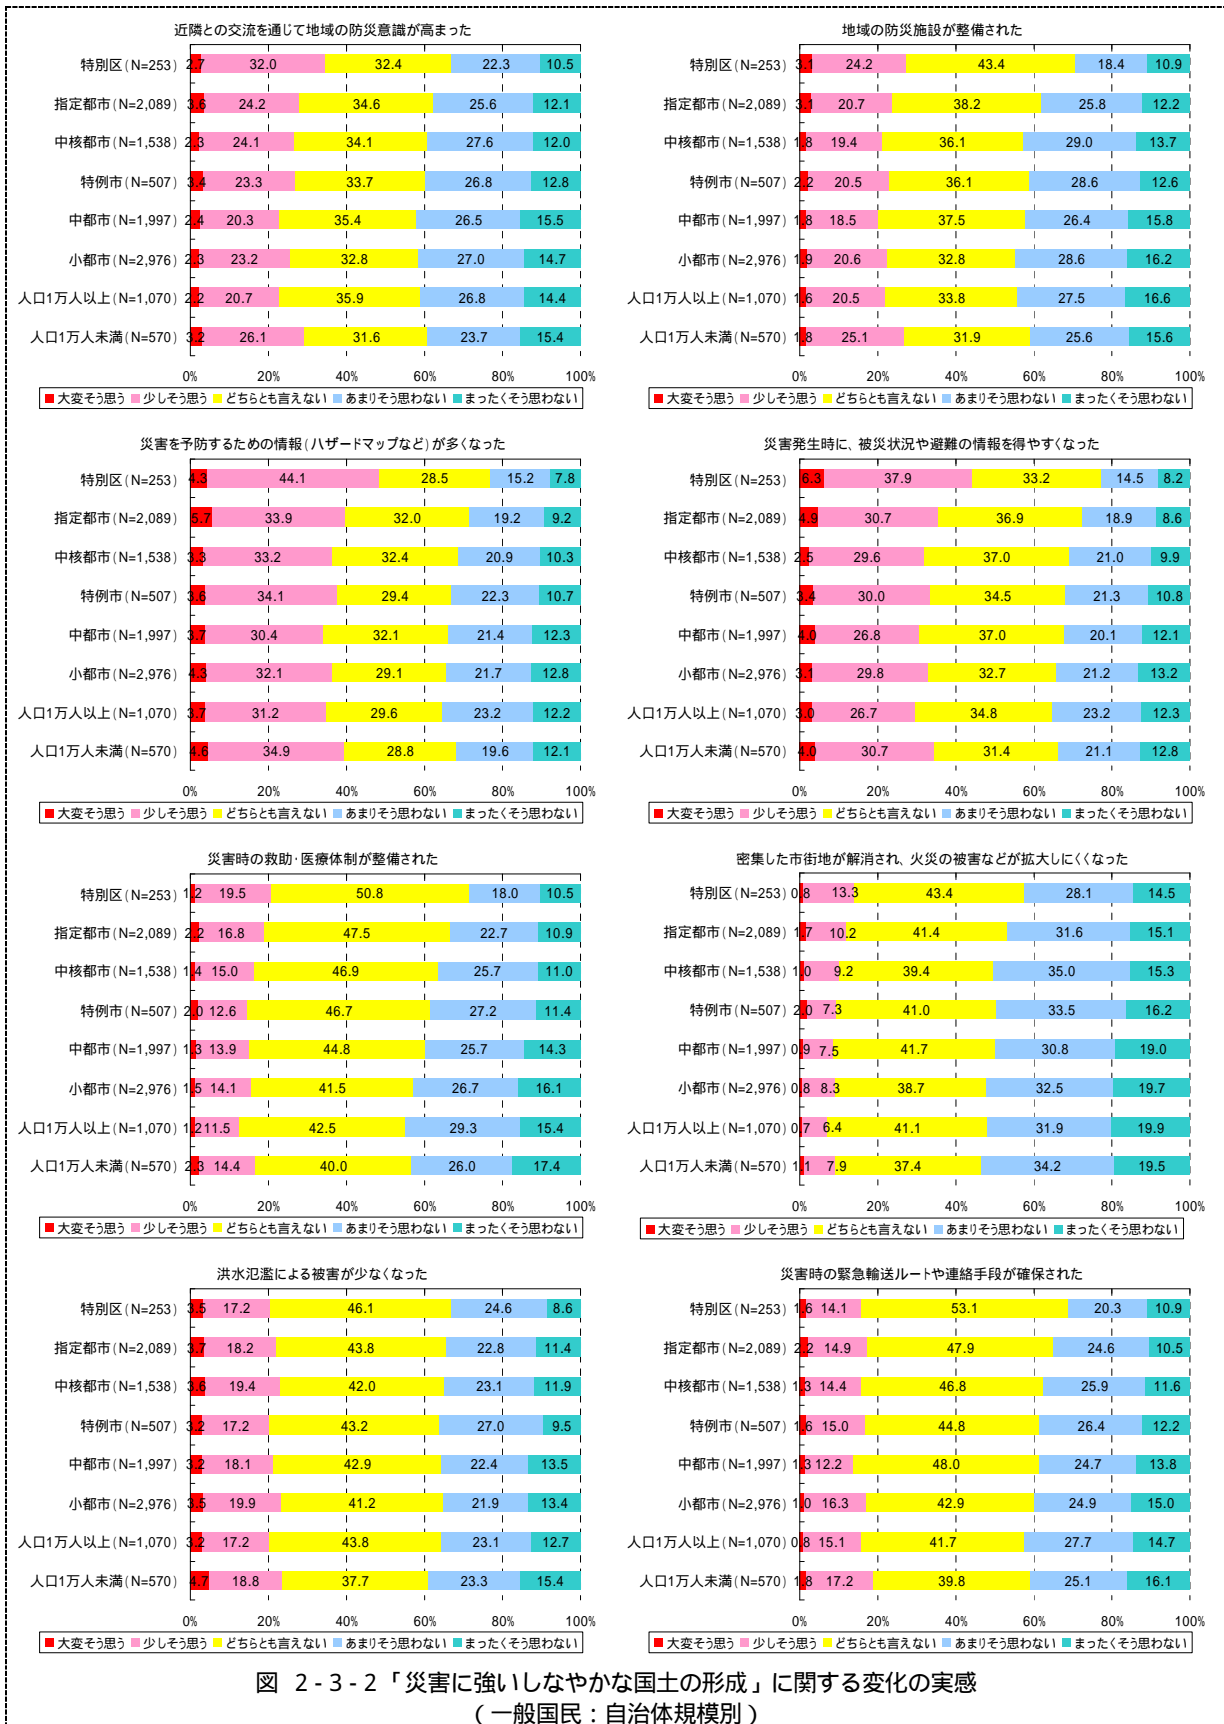 近隣との交流を通じて地域の防災意識が高まった
特別区(N=253) 2.7 32.0 32.4 22.3 10.5
指定都市(N=2,089) 3.6 24.2 34.6 25.6 12.1
中核都市(N=1,538) 2.3 24.1 34.1 27.6 12.0
特例市(N=507) 3.4 23.3 33.7 26.8 12.8
中都市(N=1,997) 2.4 20.3 35.4 26.5 15.5
小都市(N=2,976) 2.3 23.2 32.8 27.0 14.7
人口1万人以上(N=1,070) 2.2 20.7 35.9 26.8 14.4
人口1万人未満(N=570) 3.2 26.1 31.6 23.7 15.4
0% 20% 40% 60% 80% 100%
大変そう思う 少しそう思う どちらとも言えない あまりそう思わない まったくそう思わない
地域の防災施設が整備された
特別区(N=253) 3.1 24.2 43.4 18.4 10.9
指定都市(N=2,089) 3.1 20.7 38.2 25.8 12.2
中核都市(N=1,538) 1.8 19.4 36.1 29.0 13.7
特例市(N=507) 2.2 20.5 36.1 28.6 12.6
中都市(N=1,997) 1.8 18.5 37.5 26.4 15.8
小都市(N=2,976) 1.9 20.6 32.8 28.6 16.2
人口1万人以上(N=1,070) 1.6 20.5 33.8 27.5 16.6
人口1万人未満(N=570) 1.8 25.1 31.9 25.6 15.6
0% 20% 40% 60% 80% 100%
大変そう思う 少しそう思う どちらとも言えない あまりそう思わない まったくそう思わない
災害を予防するための情報(ハザードマップなど)が多くなった
特別区(N=253) 4.3 44.1 28.5 15.2 7.8
指定都市(N=2,089) 5.7 33.9 32.0 19.2 9.2
中核都市(N=1,538) 3.3 33.2 32.4 20.9 10.3
特例市(N=507) 3.6 34.1 29.4 22.3 10.7
中都市(N=1,997) 3.7 30.4 32.1 21.4 12.3
小都市(N=2,976) 4.3 32.1 29.1 21.7 12.8
人口1万人以上(N=1,070) 3.7 31.2 29.6 23.2 12.2
人口1万人未満(N=570) 4.6 34.9 28.8 19.6 12.1
0% 20% 40% 60% 80% 100%
大変そう思う 少しそう思う どちらとも言えない あまりそう思わない まったくそう思わない
災害発生時に、被災状況や避難の情報を得やすくなった
特別区(N=253) 6.3 37.9 33.2 14.5 8.2
指定都市(N=2,089) 4.9 30.7 36.9 18.9 8.6
中核都市(N=1,538) 2.5 29.6 37.0 21.0 9.9
特例市(N=507) 3.4 30.0 34.5 21.3 10.8
中都市(N=1,997) 4.0 26.8 37.0 20.1 12.1
小都市(N=2,976) 3.1 29.8 32.7 21.2 13.2
人口1万人以上(N=1,070) 3.0 26.7 34.8 23.2 12.3
人口1万人未満(N=570) 4.0 30.7 31.4 21.1 12.8
0% 20% 40% 60% 80% 100%
大変そう思う 少しそう思う どちらとも言えない あまりそう思わない まったくそう思わない
災害時の救助・医療体制が整備された
特別区(N=253) 1.2 19.5 50.8 18.0 10.5
指定都市(N=2,089) 2.2 16.8 47.5 22.7 10.9
中核都市(N=1,538) 1.4 15.0 46.9 25.7 11.0
特例市(N=507) 2.0 12.6 46.7 27.2 11.4
中都市(N=1,997) 1.3 13.9 44.8 25.7 14.3
小都市(N=2,976) 1.5 14.1 41.5 26.7 16.1
人口1万人以上(N=1,070) 1.2 11.5 42.5 29.3 15.4
人口1万人未満(N=570) 2.3 14.4 40.0 26.0 17.4
0% 20% 40% 60% 80% 100%
大変そう思う 少しそう思う どちらとも言えない あまりそう思わない まったくそう思わない
密集した市街地が解消され、火災の被害などが拡大しにくくなった
特別区(N=253) 0.8 13.3 43.4 28.1 14.5
指定都市(N=2,089) 1.7 10.2 41.4 31.6 15.1
中核都市(N=1,538) 1.0 9.2 39.4 35.0 15.3
特例市(N=507) 2.0 7.3 41.0 33.5 16.2
中都市(N=1,997) 0.9 7.5 41.7 30.8 19.0
小都市(N=2,976) 0.8 8.3 38.7 32.5 19.7
人口1万人以上(N=1,070) 0.7 6.4 41.1 31.9 19.9
人口1万人未満(N=570) 1.1 7.9 37.4 34.2 19.5
0% 20% 40% 60% 80% 100%
大変そう思う 少しそう思う どちらとも言えない あまりそう思わない まったくそう思わない
洪水氾濫による被害が少なくなった
特別区(N=253) 3.5 17.2 46.1 24.6 8.6
指定都市(N=2,089) 3.7 18.2 43.8 22.8 11.4
中核都市(N=1,538) 3.6 19.4 42.0 23.1 11.9
特例市(N=507) 3.2 17.2 43.2 27.0 9.5
中都市(N=1,997) 3.2 18.1 42.9 22.4 13.5
小都市(N=2,976) 3.5 19.9 41.2 21.9 13.4
人口1万人以上(N=1,070) 3.2 17.2 43.8 23.1 12.7
人口1万人未満(N=570) 4.7 18.8 37.7 23.3 15.4
0% 20% 40% 60% 80% 100%
大変そう思う 少しそう思う どちらとも言えない あまりそう思わない まったくそう思わない
災害時の緊急輸送ルートや連絡手段が確保された
特別区(N=253) 1.6 14.1 53.1 20.3 10.9
指定都市(N=2,089) 2.2 14.9 47.9 24.6 10.5
中核都市(N=1,538) 1.3 14.4 46.8 25.9 11.6
特例市(N=507) 1.6 15.0 44.8 26.4 12.2
中都市(N=1,997) 1.3 12.2 48.0 24.7 13.8
小都市(N=2,976) 1.0 16.3 42.9 24.9 15.0
人口1万人以上(N=1,070) 0.8 15.1 41.7 27.7 14.7
人口1万人未満(N=570) 1.8 17.2 39.8 25.1 16.1
0% 20% 40% 60% 80% 100%
大変そう思う 少しそう思う どちらとも言えない あまりそう思わない まったくそう思わない
図 2-3-2「災害に強いしなやかな国土の形成」に関する変化の実感
(一般国民:自治体規模別)